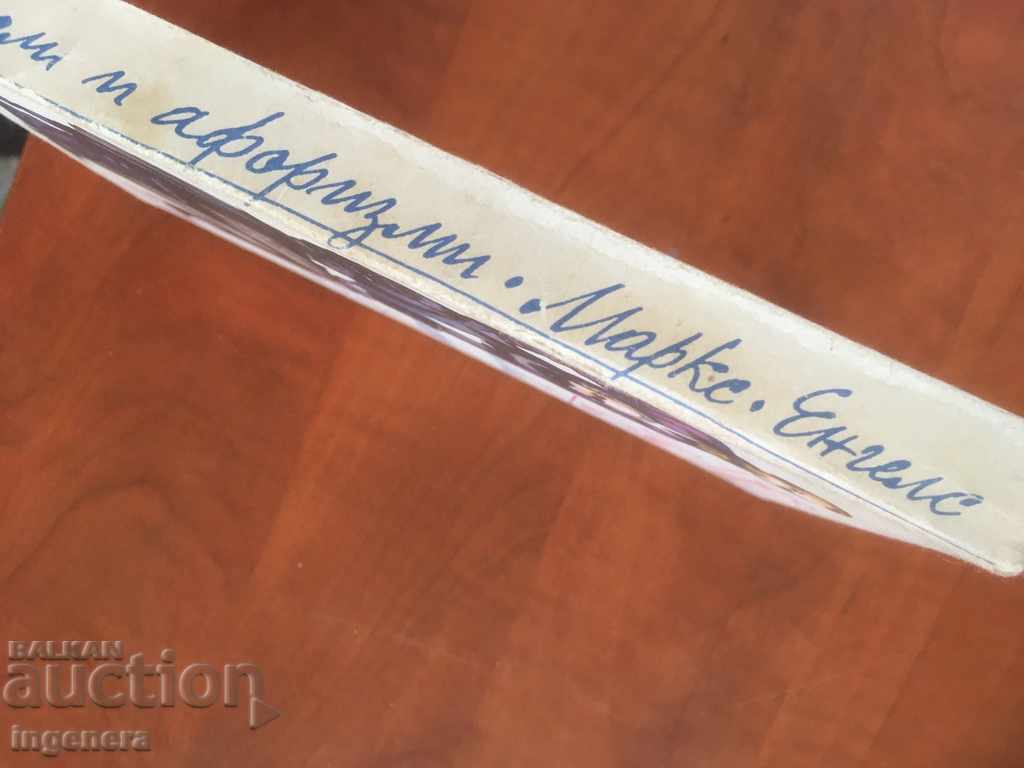 и афоризми. Маркс. Енгелс
BALKAN
auction
ingenera